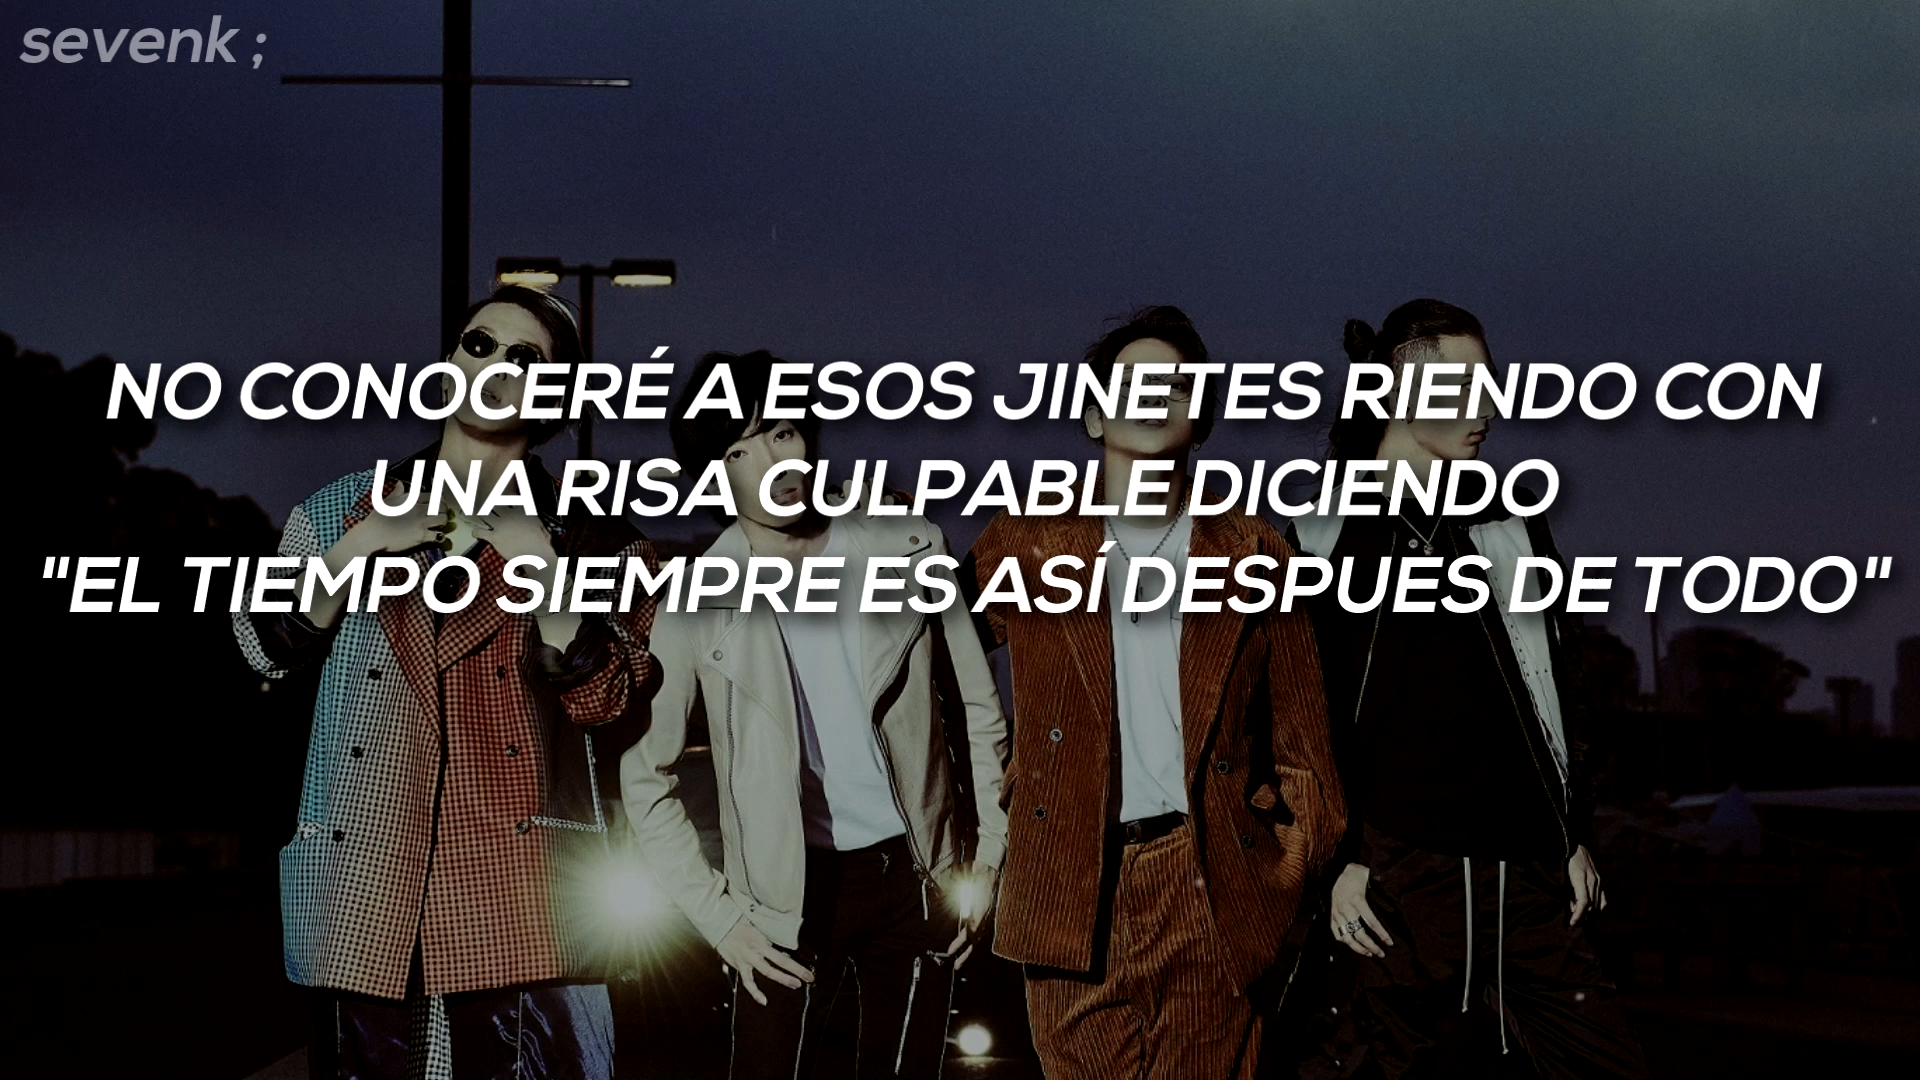 sevenk ;
NO CONOCERÉ A ESOS JINETES RIENDO CON
UNA RISA CULPABLE DICIENDO
"EL TIEMPO SIEMPRE ES ASÍ DESPUES DE TODO"